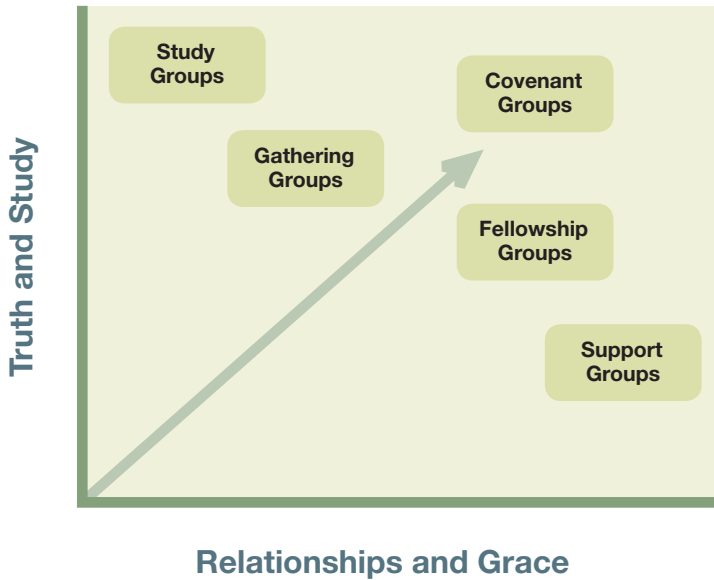 Study
Groups
Covenant
Groups
Gathering
Groups
Fellowship
Groups
Support
Groups
Truth and Study
Relationships and Grace